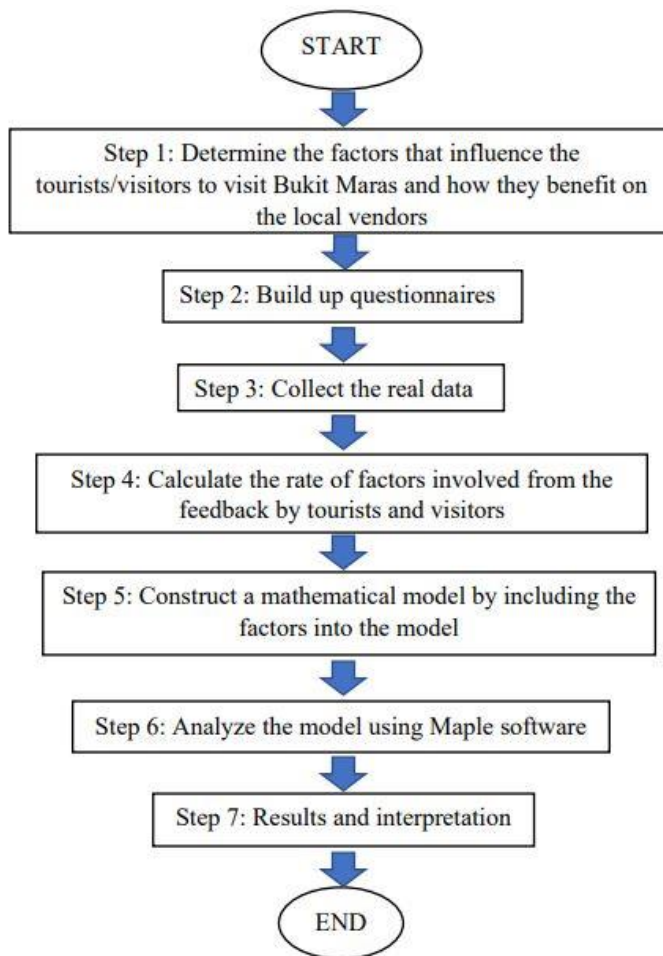 START
Step 1: Determine the factors that influence the
tourists/visitors to visit Bukit Maras and how they benefit on
the local vendors
Step 2: Build up questionnaires
Step 3: Collect the real data
Step 4: Calculate the rate of factors involved from the
feedback by tourists and visitors
Step 5: Construct a mathematical model by including the
factors into the model
Step 6: Analyze the model using Maple software
Step 7: Results and interpretation
END